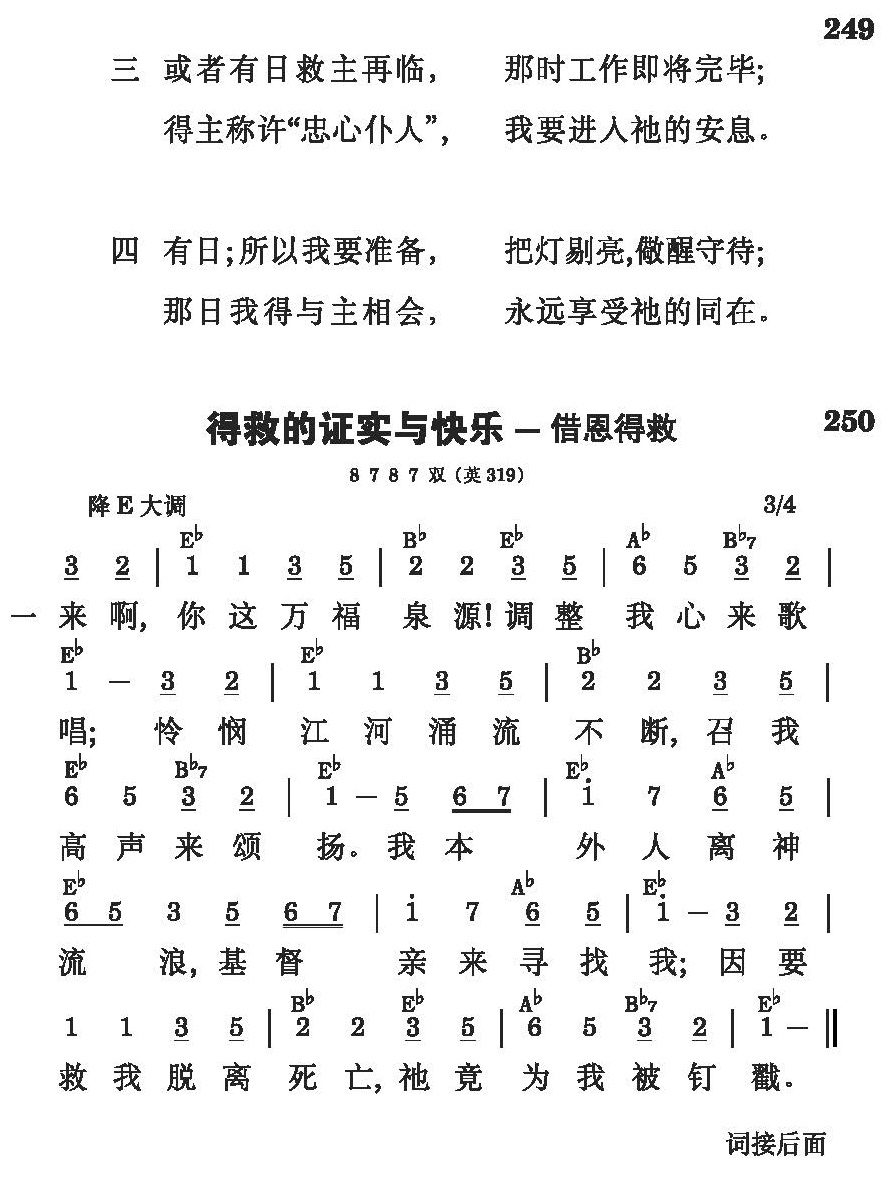 249
三 或者有日救主再临， 那时工作即将完毕；
得主称许“忠心仆人”， 我要进入祂的安息。
四 有日；所以我要准备， 把灯剔亮，儆醒守待；
那日我得与主相会， 永远享受祂的同在。
得救的证实与快乐 — 借恩得救 250
8 7 8 7 双（英319）
降E大调 3/4
E♭ B♭ E♭ A♭ B♭7
3 2 | 1 1 3 5 | 2 2 3 5 | 6 5 3 2 |
一 来 啊， 你 这 万 福 泉 源！ 调 整 我 心 来 歌
E♭ E♭ B♭
1 — 3 2 | 1 1 3 5 | 2 2 3 5 |
唱； 怜 悯 江 河 涌 流 不 断， 召 我
E♭ B♭7 E♭ E♭ A♭
6 5 3 2 | 1 — 5 6 7 | i 7 6 5 |
高 声 来 颂 扬。 我 本 外 人 离 神
E♭ A♭ E♭
6 5 3 5 6 7 | i 7 6 5 | i — 3 2 |
流 浪， 基 督 亲 来 寻 找 我； 因 要
B♭ E♭ A♭ B♭7 E♭
1 1 3 5 | 2 2 3 5 | 6 5 3 2 | 1 — ‖
救 我 脱 离 死 亡， 祂 竟 为 我 被 钉 戳。
词接后面